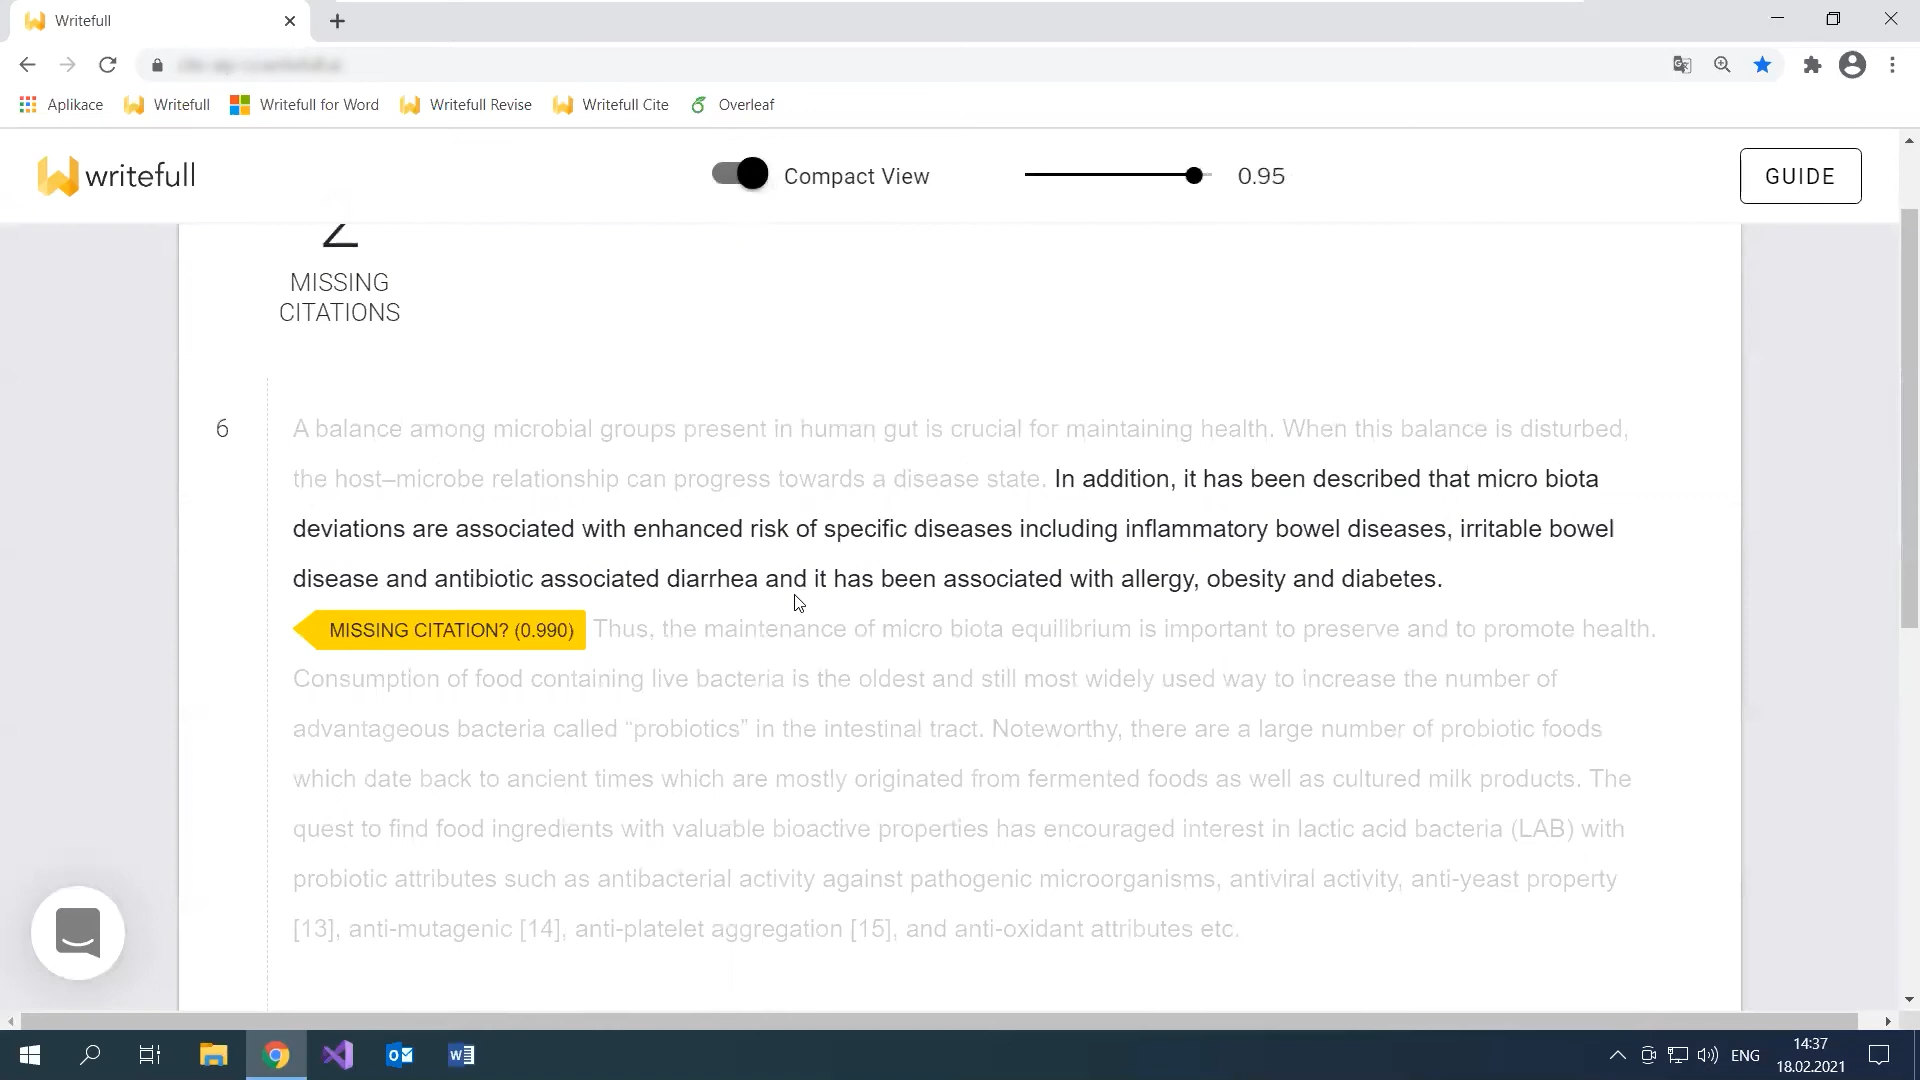 Writefull
Aplikace
Writefull
Writefull for Word
Writefull Revise
Writefull Cite
Overleaf
writefull
Compact View
0.95
GUIDE
2
MISSING
CITATIONS
6
A balance among microbial groups present in human gut is crucial for maintaining health. When this balance is disturbed,
the host–microbe relationship can progress towards a disease state. In addition, it has been described that micro biota
deviations are associated with enhanced risk of specific diseases including inflammatory bowel diseases, irritable bowel
disease and antibiotic associated diarrhea and it has been associated with allergy, obesity and diabetes.
MISSING CITATION? (0.990) Thus, the maintenance of micro biota equilibrium is important to preserve and to promote health.
Consumption of food containing live bacteria is the oldest and still most widely used way to increase the number of
advantageous bacteria called “probiotics” in the intestinal tract. Noteworthy, there are a large number of probiotic foods
which date back to ancient times which are mostly originated from fermented foods as well as cultured milk products. The
quest to find food ingredients with valuable bioactive properties has encouraged interest in lactic acid bacteria (LAB) with
probiotic attributes such as antibacterial activity against pathogenic microorganisms, antiviral activity, anti-yeast property
[13], anti-mutagenic [14], anti-platelet aggregation [15], and anti-oxidant attributes etc.
ENG
14:37
18.02.2021